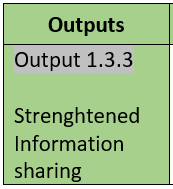 Outputs
Output 1.3.3
Strenghtened
Information
sharing